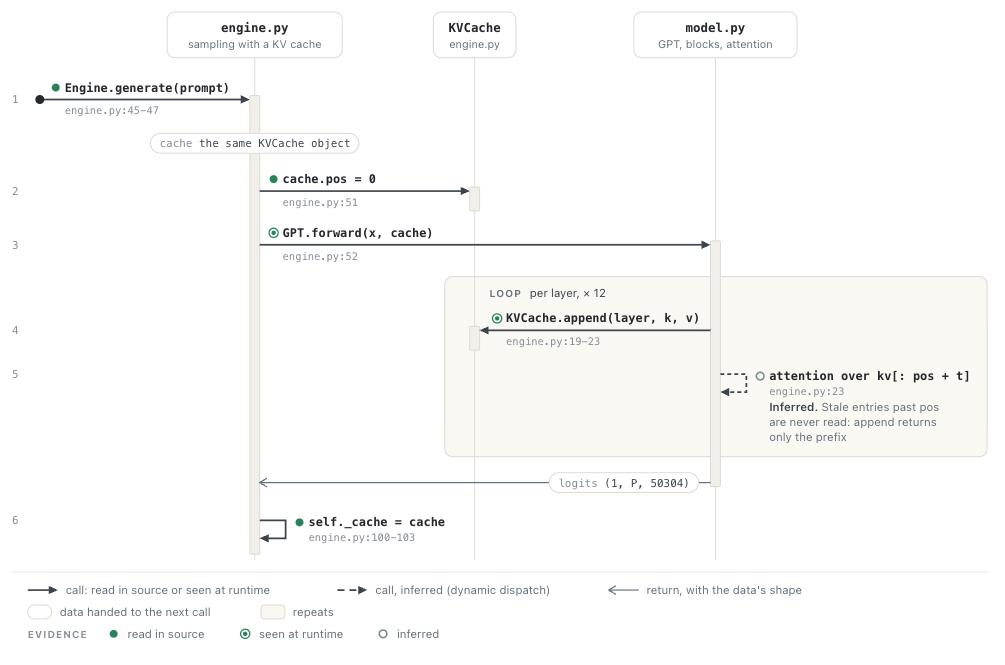 engine.py
sampling with a KV cache
KVCache
engine.py
model.py
GPT, blocks, attention
1
Engine.generate(prompt)
engine.py:45–47
cache the same KVCache object
2
cache.pos = 0
engine.py:51
3
GPT.forward(x, cache)
engine.py:52
LOOP per layer, × 12
4
KVCache.append(layer, k, v)
engine.py:19–23
5
attention over kv[: pos + t]
engine.py:23
Inferred. Stale entries past pos
are never read: append returns
only the prefix
logits (1, P, 50304)
6
self._cache = cache
engine.py:100–103
call: read in source or seen at runtime
call, inferred (dynamic dispatch)
return, with the data's shape
data handed to the next call
repeats
EVIDENCE
read in source
seen at runtime
inferred